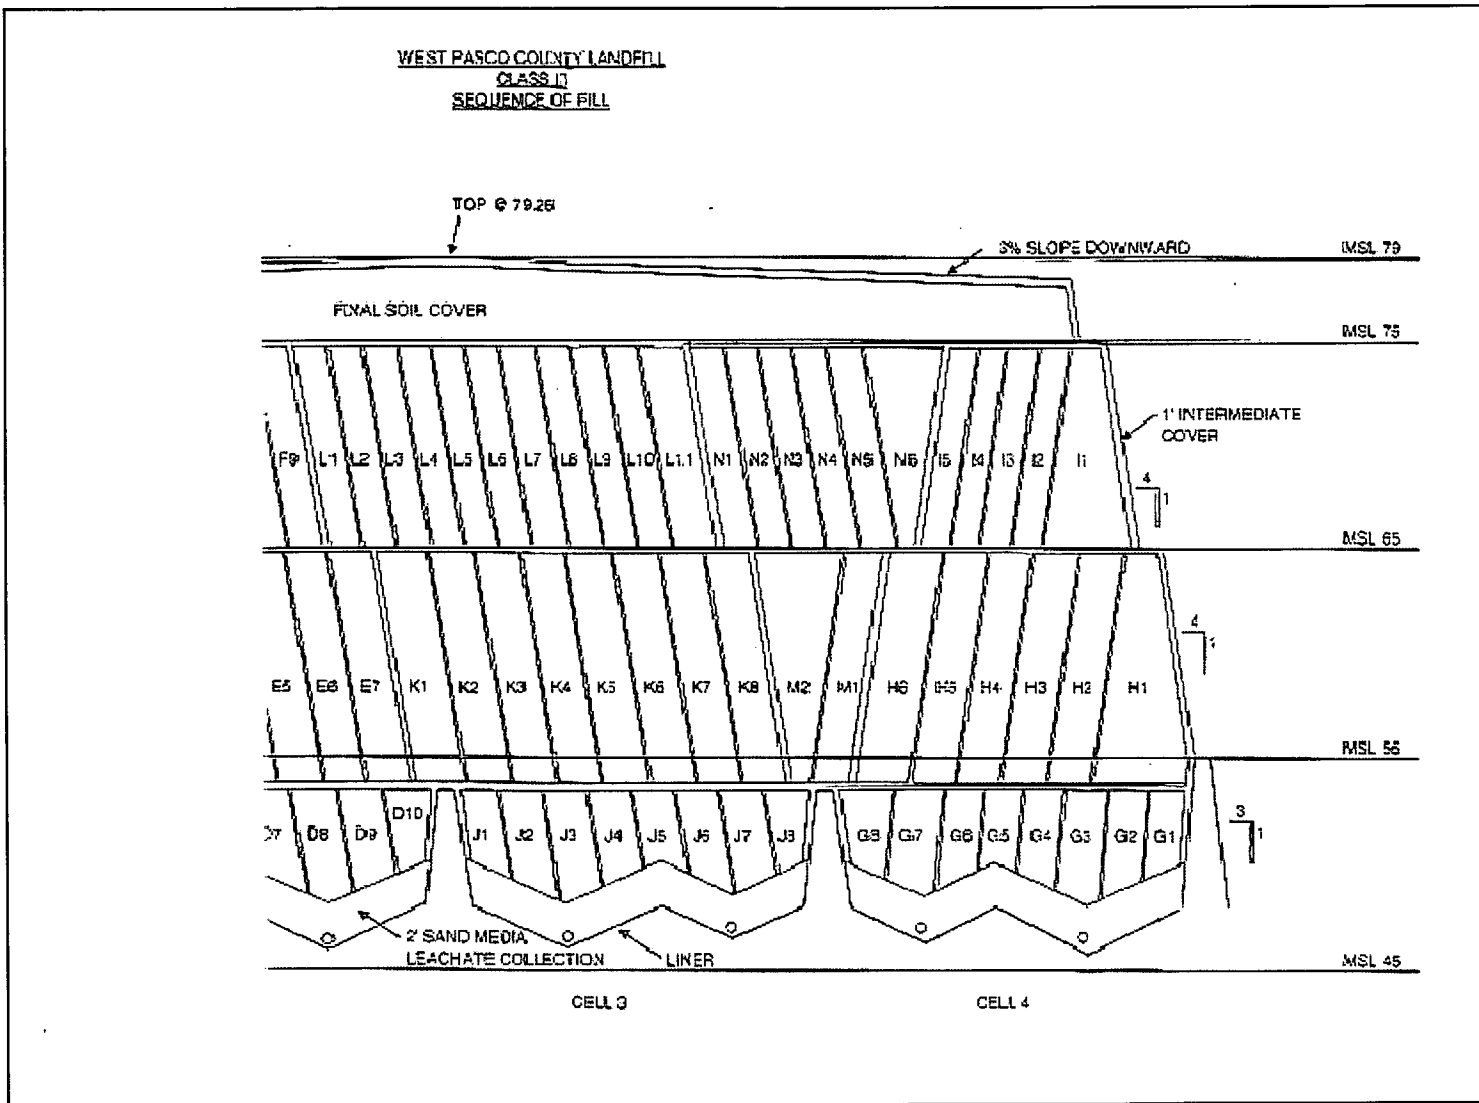 WEST PASCO COUNTY LANDFILL
CLASS III
SEQUENCE OF FILL
TOP @ 79.25
3% SLOPE DOWNWARD
MSL 79
FINAL SOIL COVER
MSL 75
1' INTERMEDIATE
COVER
F9 L1 L2 L3 L4 L5 L6 L7 L8 L9 L10 L11 N1 N2 N3 N4 N5 N6 I5 I4 I3 I2 I1
4
1
MSL 65
4
1
E5 E6 E7 K1 K2 K3 K4 K5 K6 K7 K8 M2 M1 H6 H5 H4 H3 H2 H1
MSL 55
D10
3
1
D7 D8 D9 J1 J2 J3 J4 J5 J6 J7 J8 G8 G7 G6 G5 G4 G3 G2 G1
2' SAND MEDIA
LEACHATE COLLECTION
LINER
MSL 45
CELL 3
CELL 4